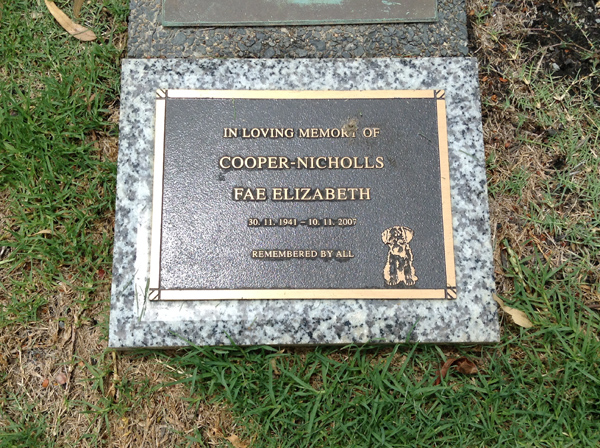 IN LOVING MEMORY OF
COOPER-NICHOLLS
FAE ELIZABETH
30. 11. 1941 – 10. 11. 2007
REMEMBERED BY ALL